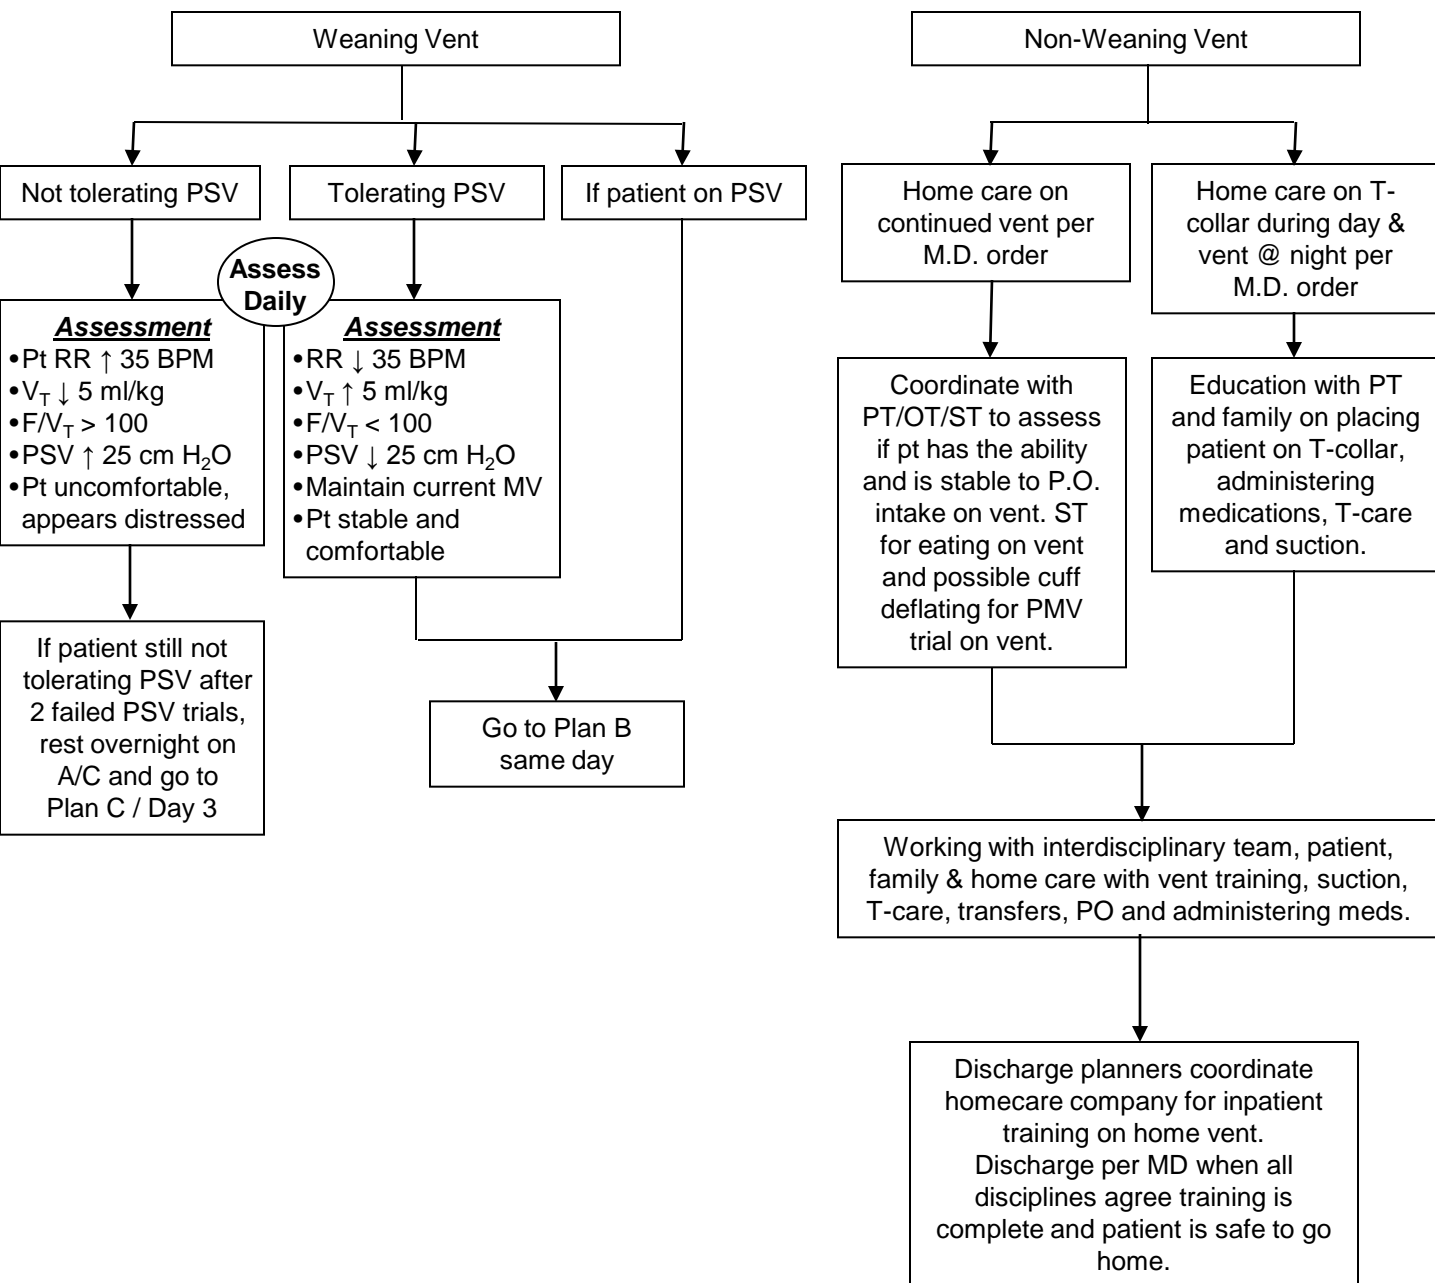 Weaning Vent
Non-Weaning Vent
Not tolerating PSV
Tolerating PSV
If patient on PSV
Home care on
continued vent per
M.D. order
Home care on T-
collar during day &
vent @ night per
M.D. order
Assess
Daily
Assessment
•Pt RR ↑ 35 BPM
•VT ↓ 5 ml/kg
•F/VT > 100
•PSV ↑ 25 cm H2O
•Pt uncomfortable,
appears distressed
Assessment
•RR ↓ 35 BPM
•VT ↑ 5 ml/kg
•F/VT < 100
•PSV ↓ 25 cm H2O
•Maintain current MV
•Pt stable and
comfortable
Coordinate with
PT/OT/ST to assess
if pt has the ability
and is stable to P.O.
intake on vent. ST
for eating on vent
and possible cuff
deflating for PMV
trial on vent.
Education with PT
and family on placing
patient on T-collar,
administering
medications, T-care
and suction.
If patient still not
tolerating PSV after
2 failed PSV trials,
rest overnight on
A/C and go to
Plan C / Day 3
Go to Plan B
same day
Working with interdisciplinary team, patient,
family & home care with vent training, suction,
T-care, transfers, PO and administering meds.
Discharge planners coordinate
homecare company for inpatient
training on home vent.
Discharge per MD when all
disciplines agree training is
complete and patient is safe to go
home.